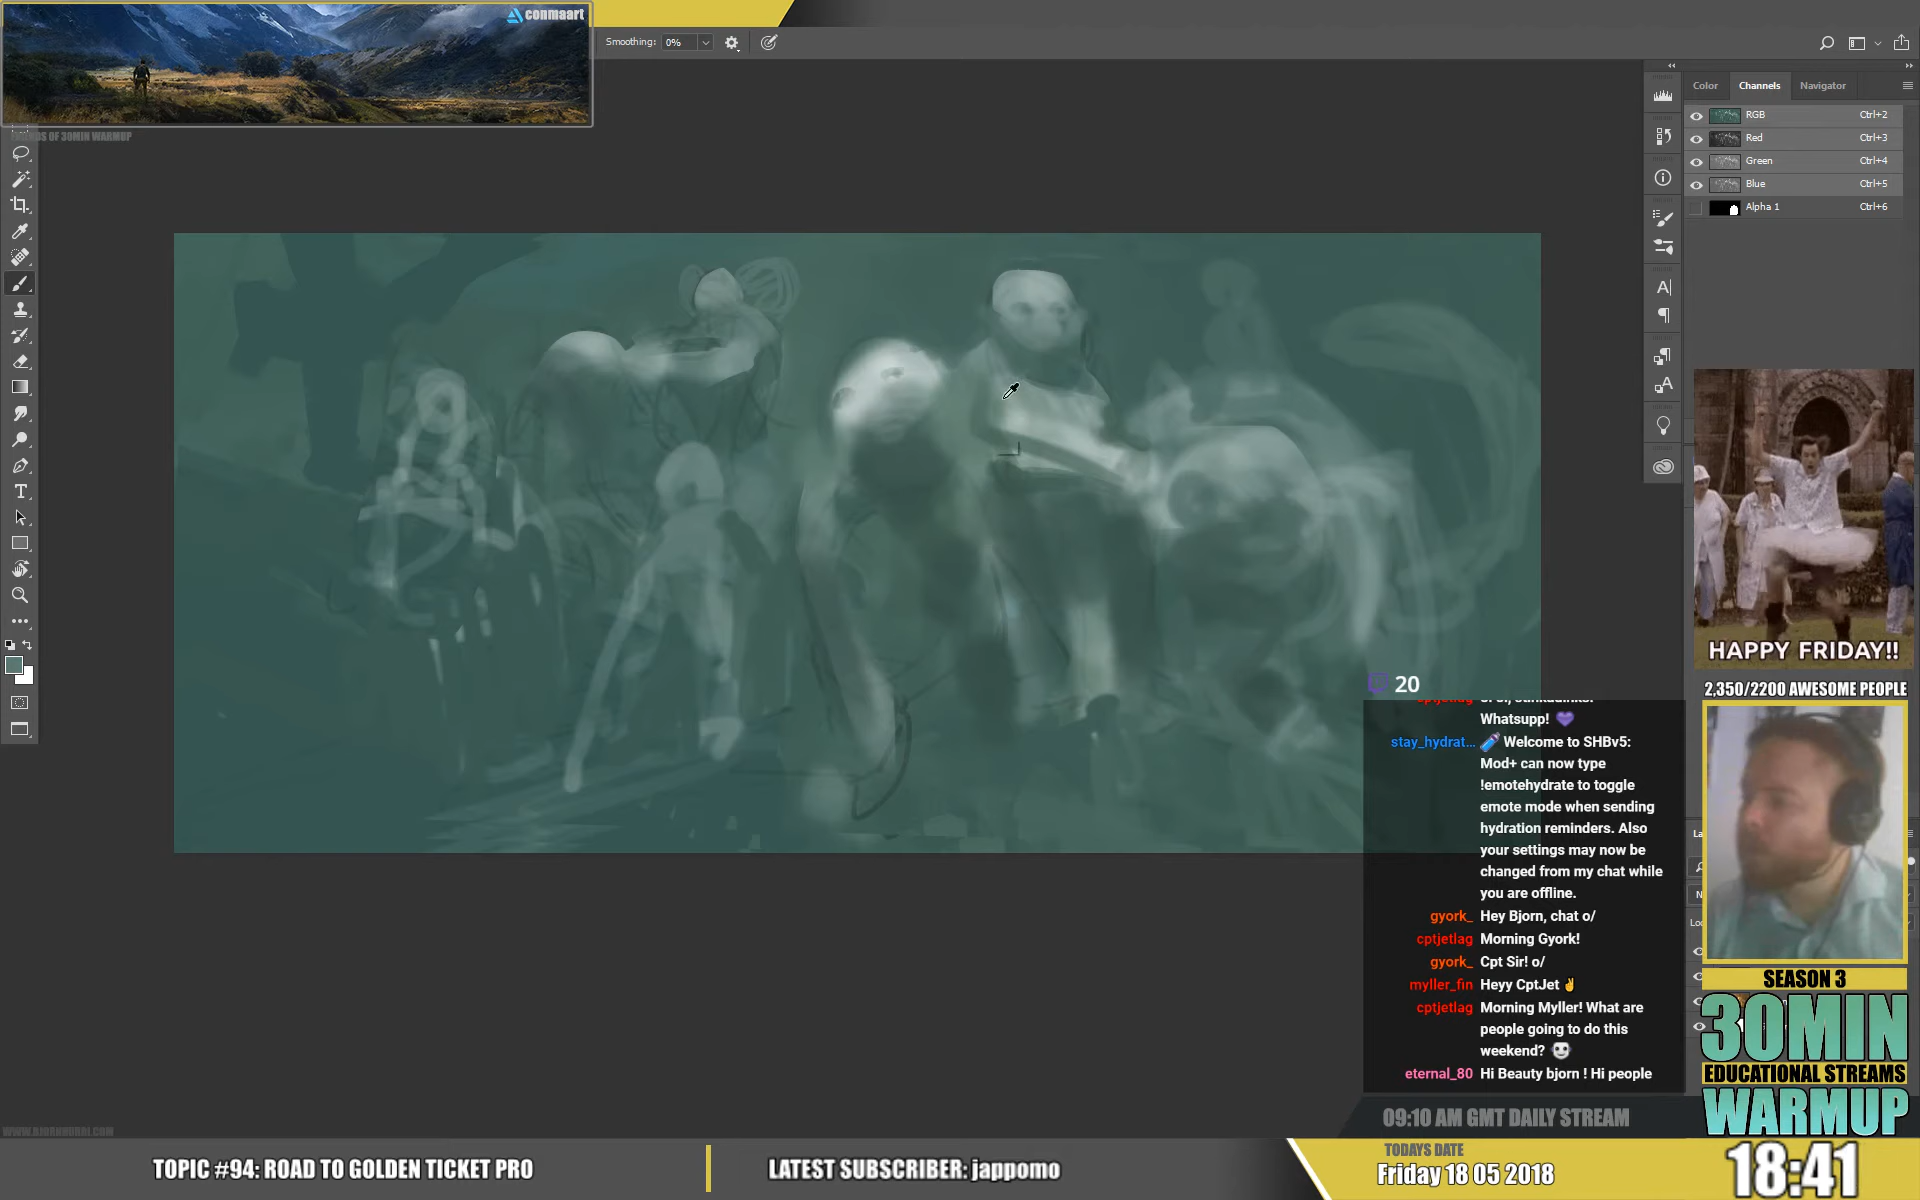 conmaart
Smoothing: 0%
OF 30MIN WARMUP
Color Channels Navigator
RGB Ctrl+2
Red Ctrl+3
Green Ctrl+4
Blue Ctrl+5
Alpha 1 Ctrl+6
HAPPY FRIDAY!!
2,350/2200 AWESOME PEOPLE
20
Whatsupp! 💜
stay_hydrat... Welcome to SHBv5:
Mod+ can now type
!emotehydrate to toggle
emote mode when sending
hydration reminders. Also
your settings may now be
changed from my chat while
you are offline.
gyork_ Hey Bjorn, chat o/
cptjetlag Morning Gyork!
gyork_ Cpt Sir! o/
myller_fin Heyy CptJet ✌
cptjetlag Morning Myller! What are
people going to do this
weekend?
eternal_80 Hi Beauty bjorn ! Hi people
SEASON 3
30MIN
EDUCATIONAL STREAMS
WARMUP
09:10 AM GMT DAILY STREAM
WWW.BJORNHURRI.COM
TOPIC #94: ROAD TO GOLDEN TICKET PRO
LATEST SUBSCRIBER: jappomo
TODAYS DATE
Friday 18 05 2018
18:41